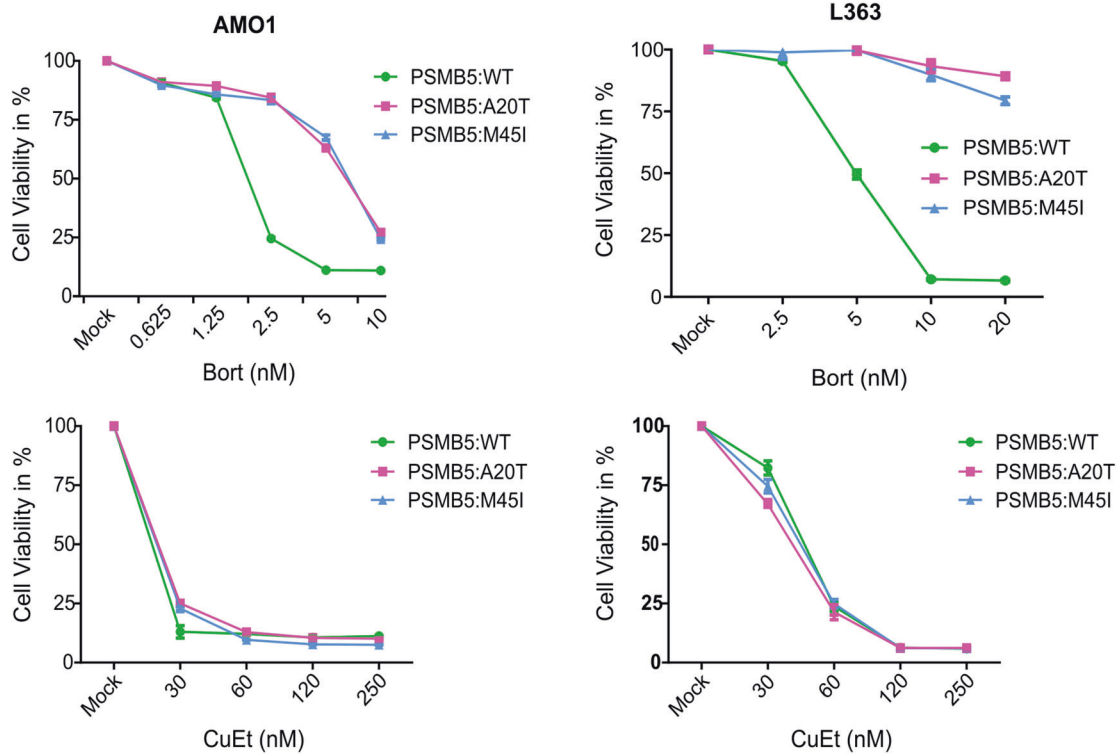 AMO1
100
75
50
25
0
Cell Viability in %
PSMB5:WT
PSMB5:A20T
PSMB5:M45I
Mock
0.625
1.25
2.5
5
10
Bort (nM)
L363
100
75
50
25
0
Cell Viability in %
PSMB5:WT
PSMB5:A20T
PSMB5:M45I
Mock
2.5
5
10
20
Bort (nM)
100
75
50
25
0
Cell Viability in %
PSMB5:WT
PSMB5:A20T
PSMB5:M45I
Mock
30
60
120
250
CuEt (nM)
100
75
50
25
0
Cell Viability in %
PSMB5:WT
PSMB5:A20T
PSMB5:M45I
Mock
30
60
120
250
CuEt (nM)